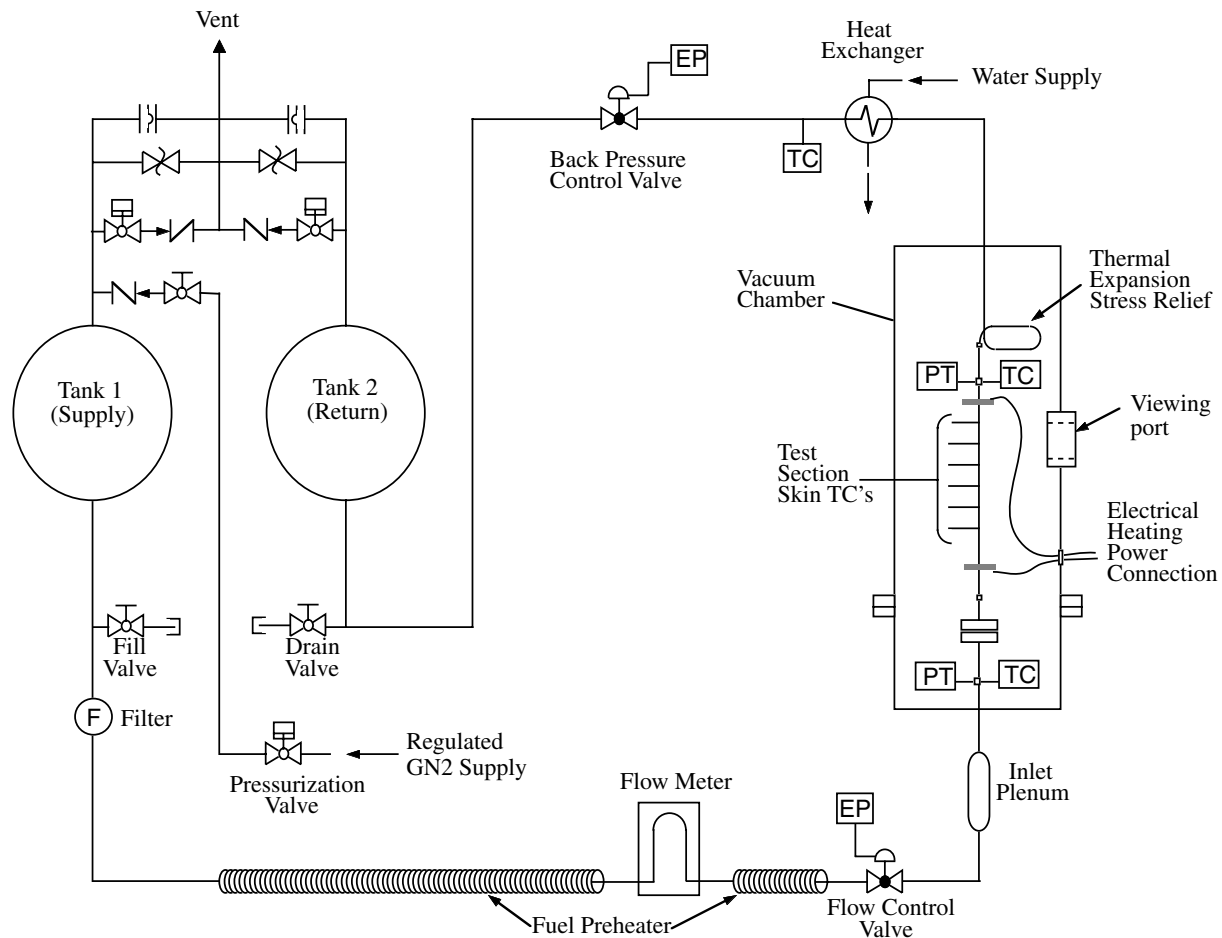 Vent
Heat
Exchanger
EP
Water Supply
TC
Back Pressure
Control Valve
Thermal
Expansion
Stress Relief
Vacuum
Chamber
Tank 1
(Supply)
Tank 2
(Return)
PT
TC
Viewing
port
Test
Section
Skin TC's
Electrical
Heating
Power
Connection
Fill
Valve
Drain
Valve
PT
TC
F
Filter
Regulated
GN2 Supply
Pressurization
Valve
Flow Meter
Inlet
Plenum
EP
Fuel Preheater
Flow Control
Valve